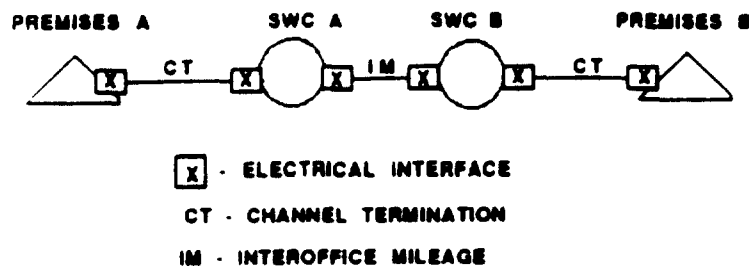 PREMISES A SWC A SWC B PREMISES B
X CT X X IM X X CT X
X - ELECTRICAL INTERFACE
CT - CHANNEL TERMINATION
IM - INTEROFFICE MILEAGE